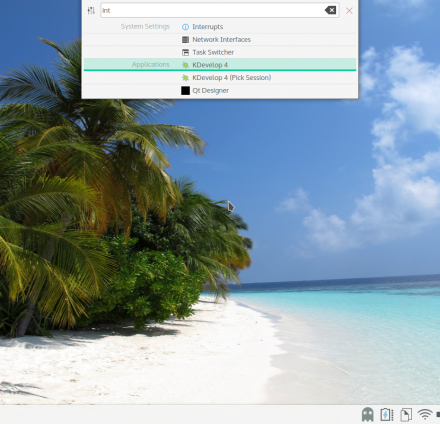 int
System Settings Interrupts
Network Interfaces
Task Switcher
Applications KDevelop 4
KDevelop 4 (Pick Session)
Qt Designer